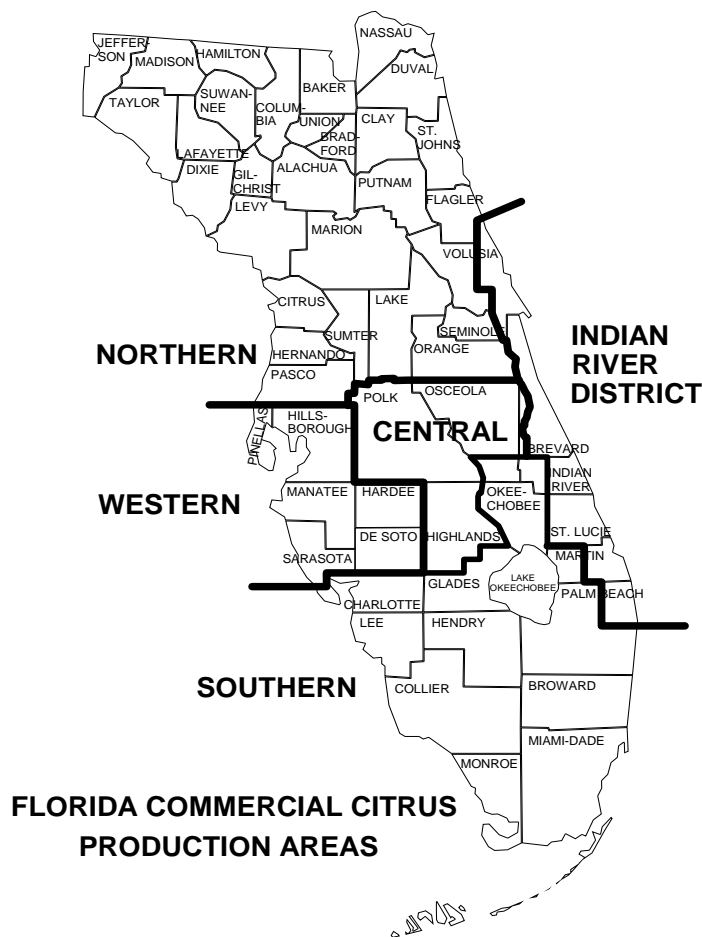 NASSAU
JEFFER-
SON
MADISON
HAMILTON
DUVAL
BAKER
TAYLOR
SUWAN-
NEE
COLUM-
BIA
UNION
BRAD-
FORD
CLAY
ST.
JOHNS
LAFAYETTE
DIXIE
GIL-
CHRIST
ALACHUA
PUTNAM
FLAGLER
LEVY
MARION
VOLUSIA
CITRUS
LAKE
SUMTER
SEMINOLE
ORANGE
HERNANDO
PASCO
NORTHERN
INDIAN
RIVER
DISTRICT
POLK
OSCEOLA
PINELLAS
HILLS-
BOROUGH
CENTRAL
BREVARD
INDIAN
RIVER
WESTERN
MANATEE
HARDEE
OKEE-
CHOBEE
ST. LUCIE
DE SOTO
HIGHLANDS
MARTIN
SARASOTA
GLADES
LAKE
OKEECHOBEE
PALM BEACH
CHARLOTTE
LEE
HENDRY
SOUTHERN
COLLIER
BROWARD
MIAMI-DADE
MONROE
FLORIDA COMMERCIAL CITRUS
PRODUCTION AREAS